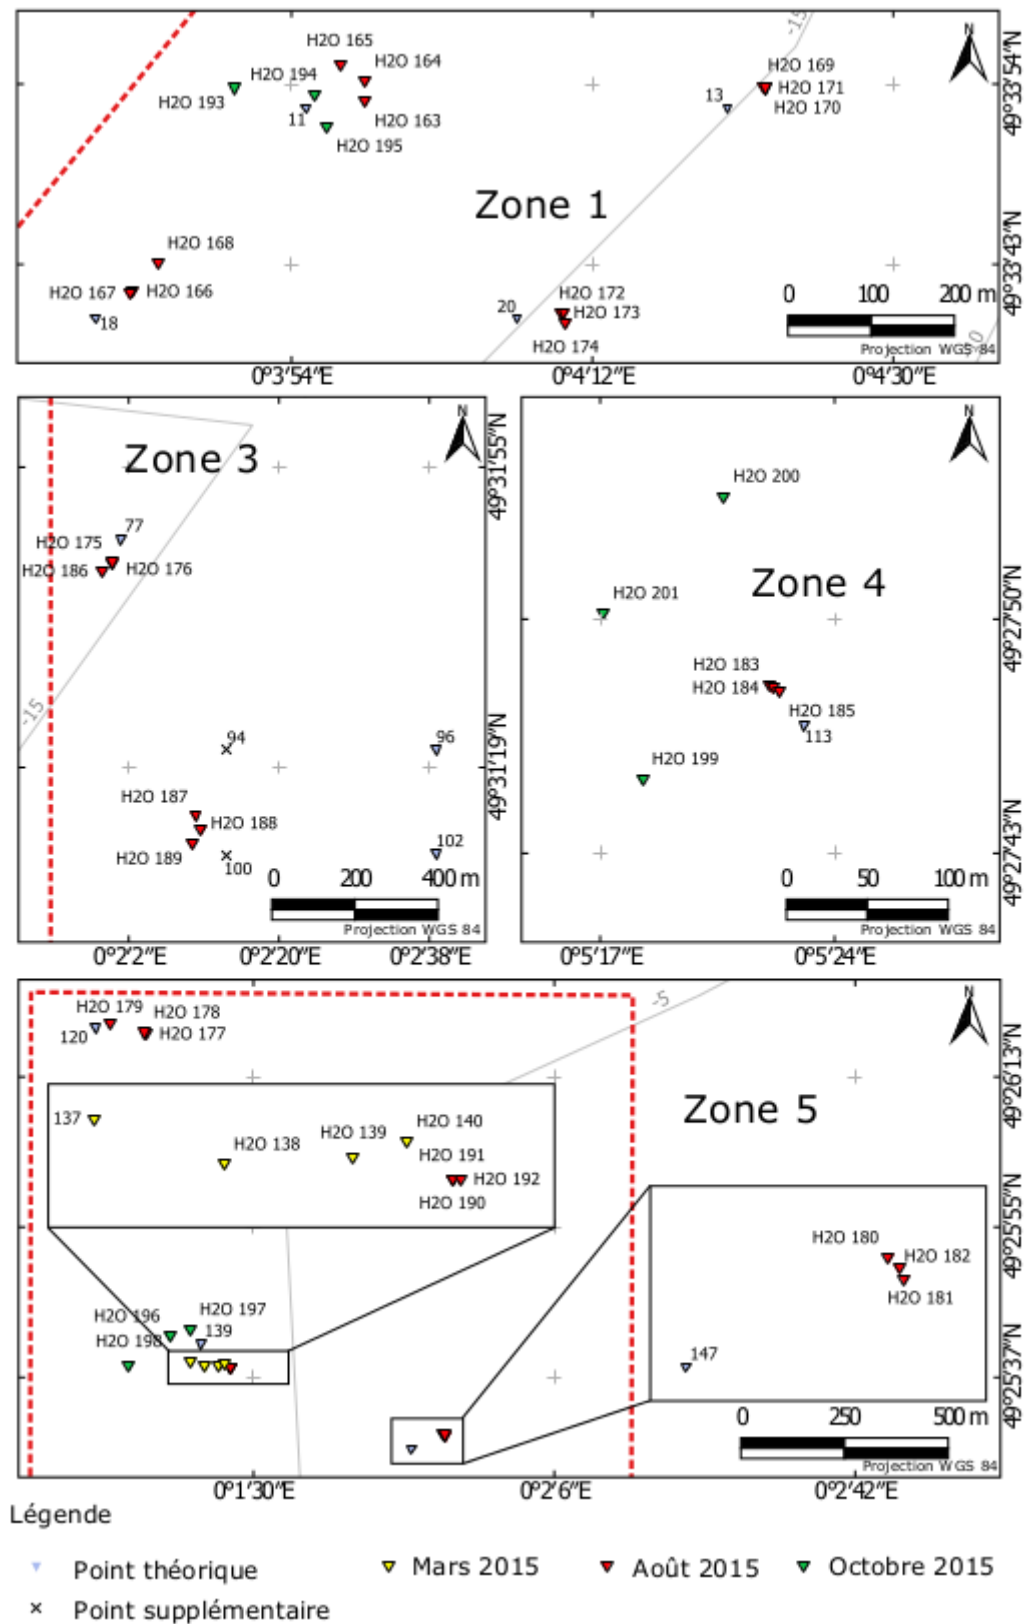 -15
N
H2O 165
H2O 164
H2O 194
H2O 193
11
H2O 163
H2O 195
H2O 169
H2O 171
H2O 170
13
49°33'54"N
Zone 1
H2O 168
H2O 167
H2O 166
18
20
H2O 172
H2O 173
H2O 174
49°33'43"N
0 100 200 m
Projection WGS 84
0°3'54"E
0°4'12"E
0°4'30"E
Zone 3
N
49°31'55"N
77
H2O 175
H2O 186
H2O 176
-15
94
96
49°31'19"N
H2O 187
H2O 188
H2O 189
100
102
0 200 400 m
Projection WGS 84
0°2'2"E
0°2'20"E
0°2'38"E
N
H2O 200
Zone 4
H2O 201
49°27'50"N
H2O 183
H2O 184
H2O 185
113
H2O 199
49°27'43"N
0 50 100 m
Projection WGS 84
0°5'17"E
0°5'24"E
-5
N
H2O 179
H2O 178
120
H2O 177
49°26'13"N
Zone 5
137
H2O 138
H2O 139
H2O 140
H2O 191
H2O 192
H2O 190
49°25'55"N
H2O 180
H2O 182
H2O 181
147
H2O 196
H2O 197
139
H2O 198
49°25'37"N
0 250 500 m
Projection WGS 84
0°1'30"E
0°2'6"E
0°2'42"E
Légende
Point théorique
Mars 2015
Août 2015
Octobre 2015
Point supplémentaire